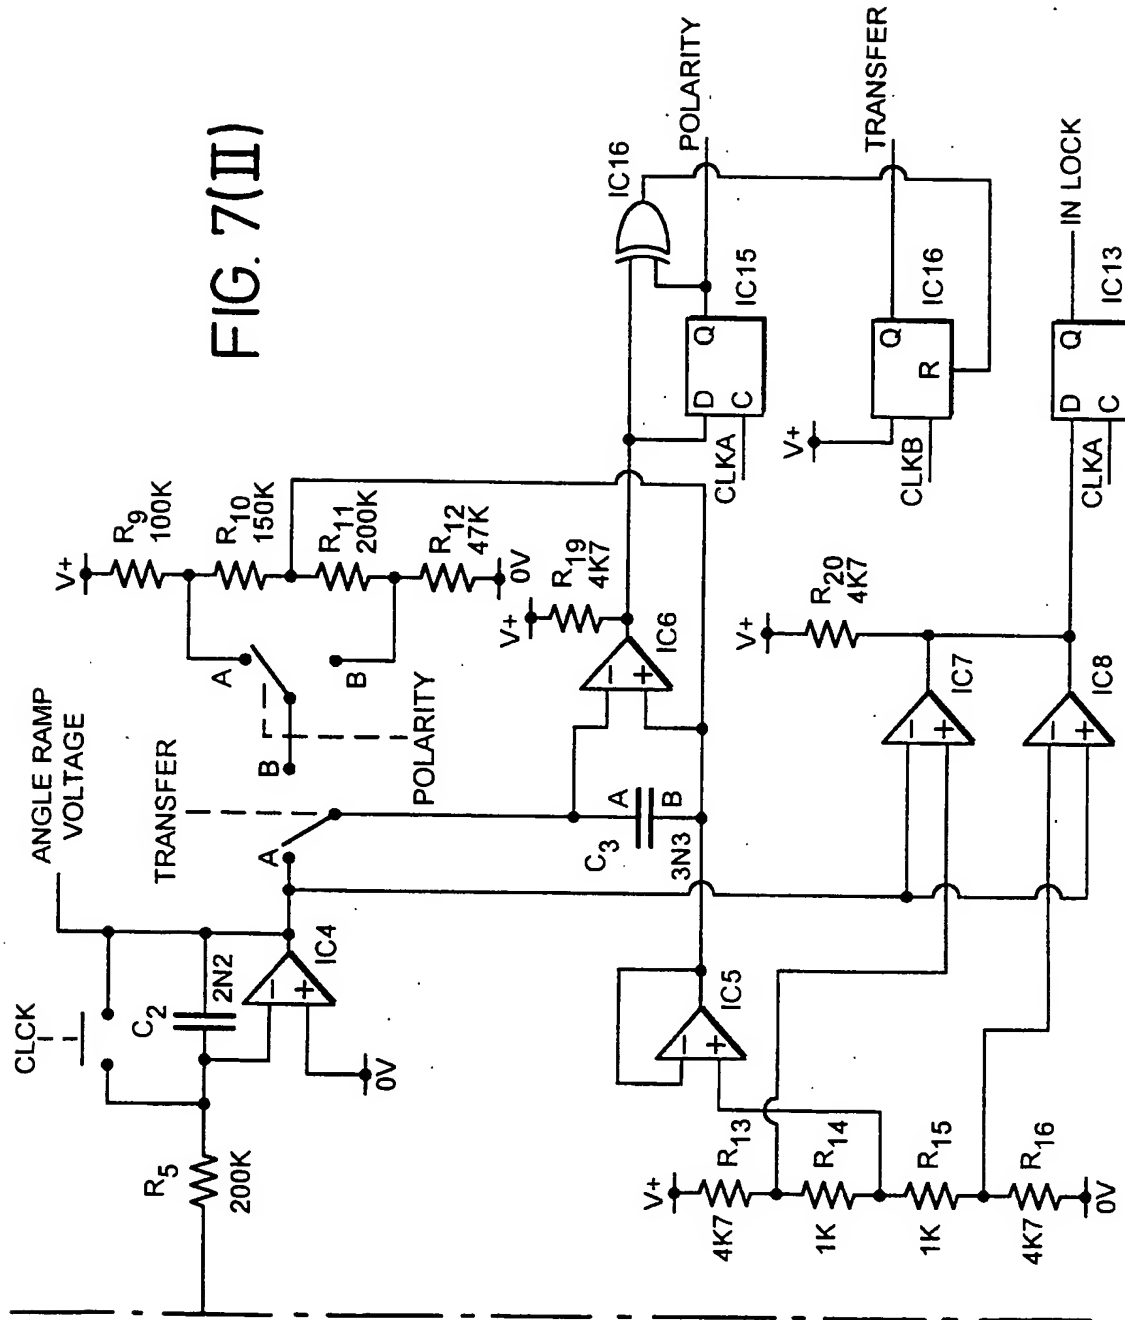 FIG. 7(II)
ANGLE RAMP
VOLTAGE
CLCK
C2
2N2
R5
200K
IC4
0V
TRANSFER
A
B
POLARITY
A
B
V+
R9
100K
R10
150K
R11
200K
R12
47K
0V
V+
R19
4K7
IC6
C3
3N3
A
B
IC5
V+
R13
4K7
R14
1K
R15
1K
R16
4K7
0V
V+
R20
4K7
IC7
IC8
IC16
POLARITY
D
Q
C
IC15
CLKA
V+
TRANSFER
Q
R
IC16
CLKB
IN LOCK
D
Q
C
IC13
CLKA